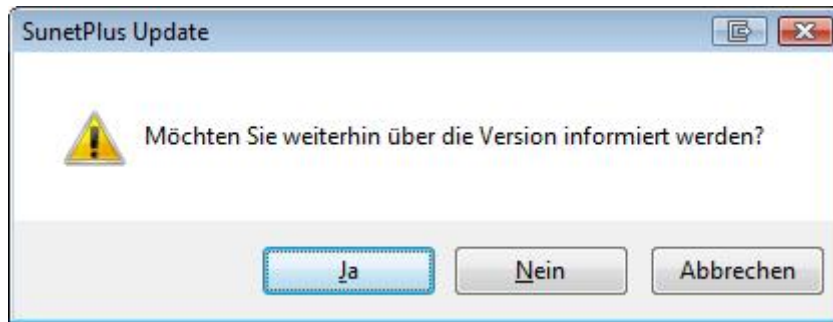 SunetPlus Update
Möchten Sie weiterhin über die Version informiert werden?
Ja
Nein
Abbrechen